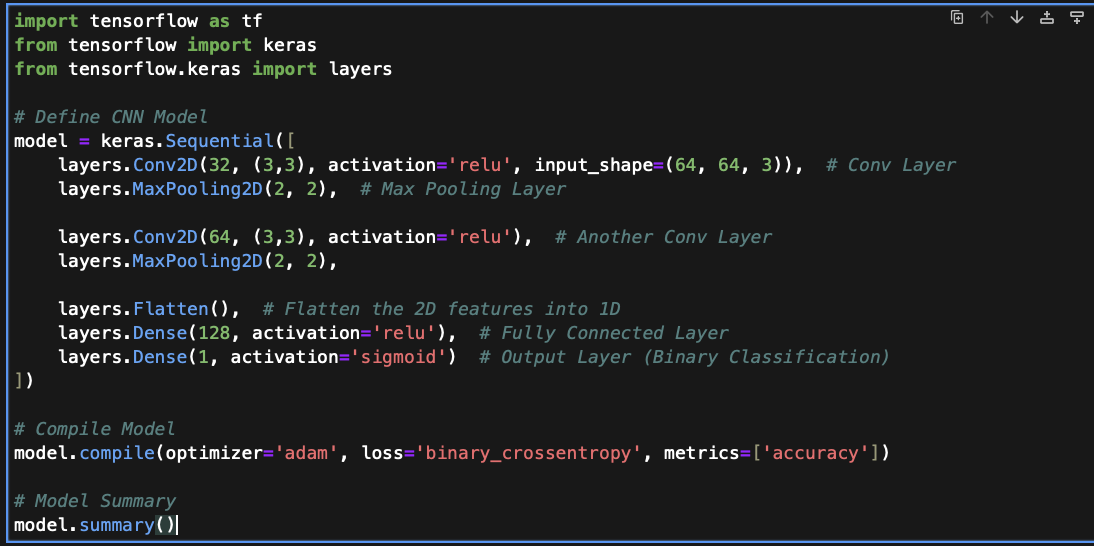 import tensorflow as tf
from tensorflow import keras
from tensorflow.keras import layers

# Define CNN Model
model = keras.Sequential([
    layers.Conv2D(32, (3,3), activation='relu', input_shape=(64, 64, 3)),  # Conv Layer
    layers.MaxPooling2D(2, 2),  # Max Pooling Layer

    layers.Conv2D(64, (3,3), activation='relu'),  # Another Conv Layer
    layers.MaxPooling2D(2, 2),

    layers.Flatten(),  # Flatten the 2D features into 1D
    layers.Dense(128, activation='relu'),  # Fully Connected Layer
    layers.Dense(1, activation='sigmoid')  # Output Layer (Binary Classification)
])

# Compile Model
model.compile(optimizer='adam', loss='binary_crossentropy', metrics=['accuracy'])

# Model Summary
model.summary()